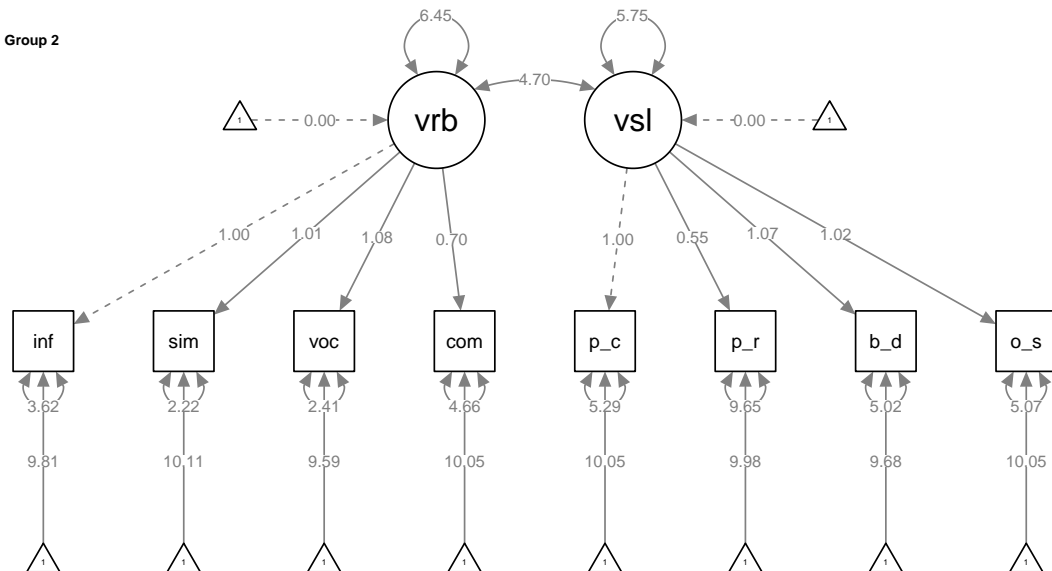 6.45 5.75
Group 2
4.70
1 0.00 vrb vsl 0.00 1
1.00 1.01 1.08 0.70 1.00 0.55 1.07 1.02
inf sim voc com p_c p_r b_d o_s
3.62 2.22 2.41 4.66 5.29 9.65 5.02 5.07
9.81 10.11 9.59 10.05 10.05 9.98 9.68 10.05
1 1 1 1 1 1 1 1